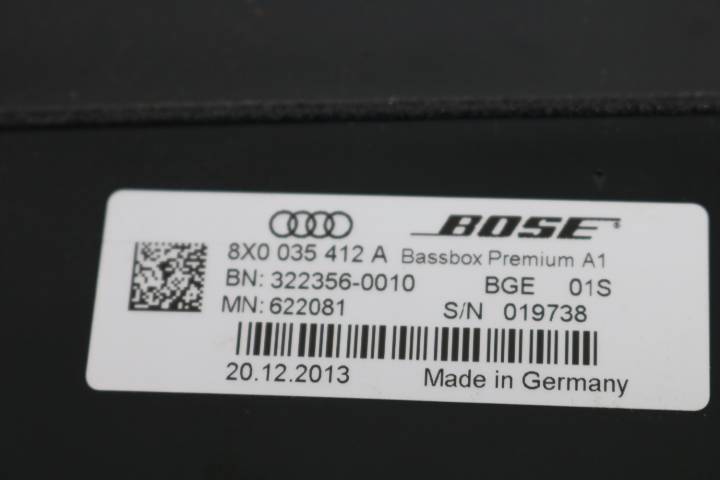 BOSE®
8X0 035 412 A Bassbox Premium A1
BN: 322356-0010 BGE 01S
MN: 622081 S/N 019738
20.12.2013 Made in Germany